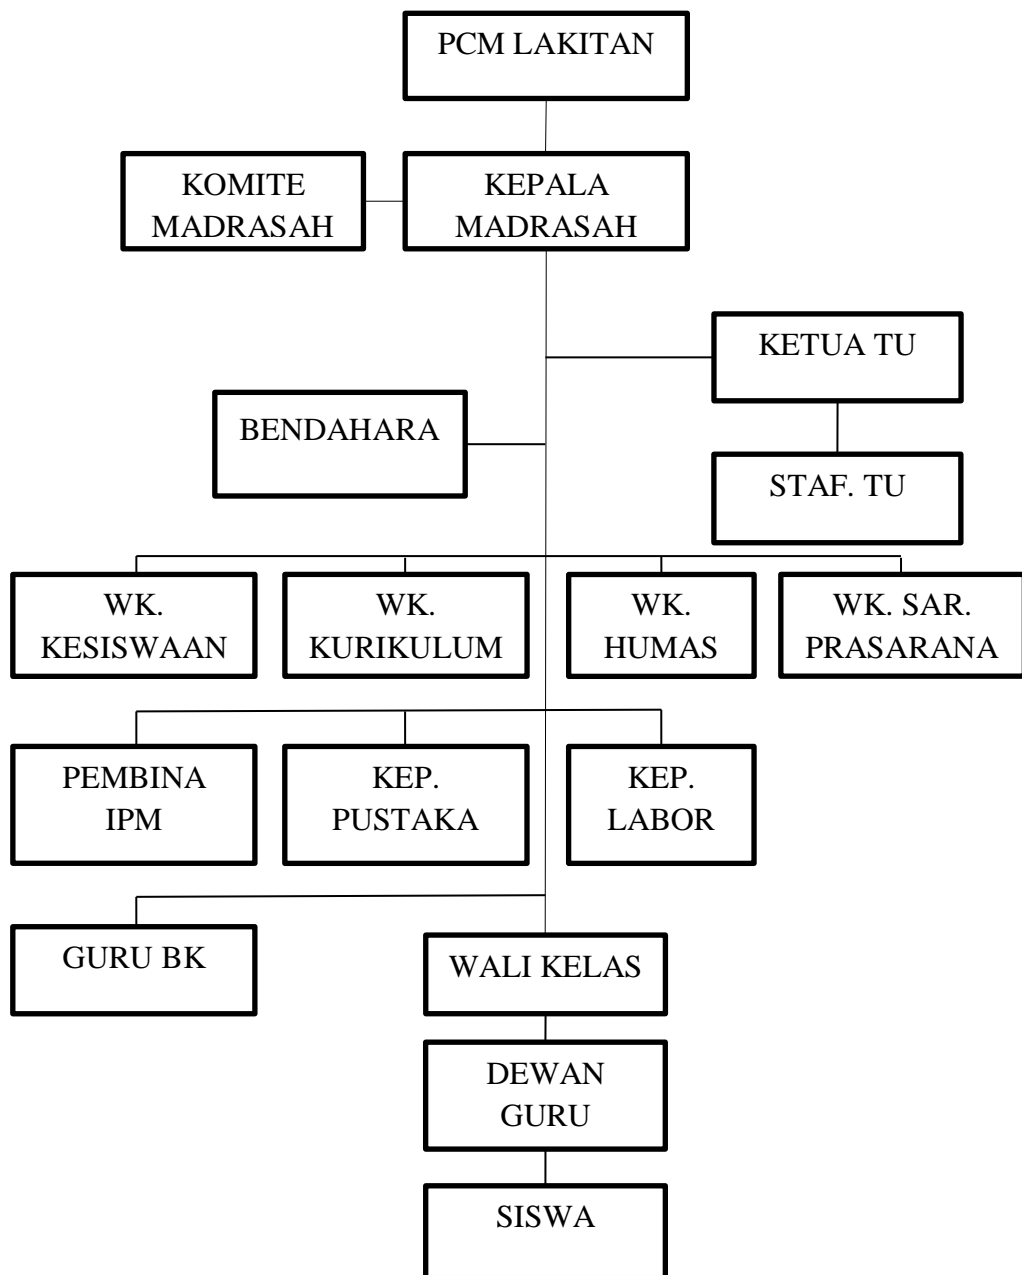 PCM LAKITAN
KOMITE
MADRASAH
KEPALA
MADRASAH
KETUA TU
BENDAHARA
STAF. TU
WK.
KESISWAAN
WK.
KURIKULUM
WK.
HUMAS
WK. SAR.
PRASARANA
PEMBINA
IPM
KEP.
PUSTAKA
KEP.
LABOR
GURU BK
WALI KELAS
DEWAN
GURU
SISWA